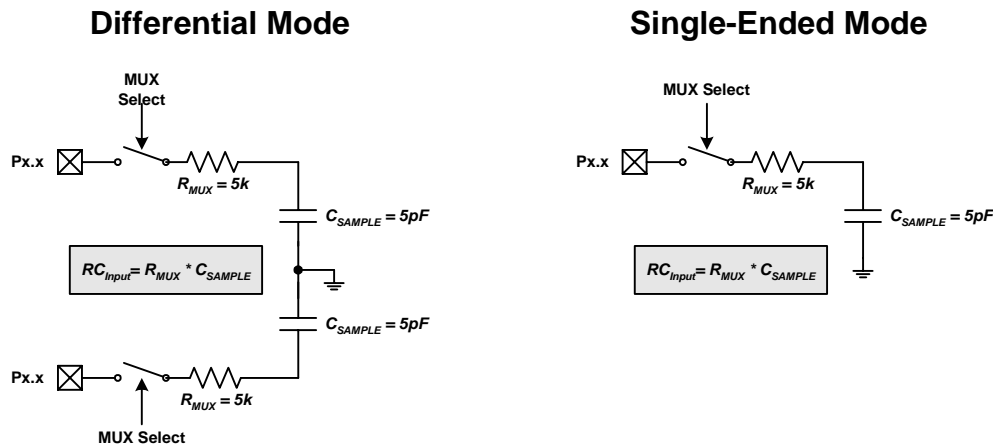 Differential Mode
MUX
Select
Px.x
R_MUX = 5k
C_SAMPLE = 5pF
RC_Input= R_MUX * C_SAMPLE
C_SAMPLE = 5pF
Px.x
R_MUX = 5k
MUX Select
Single-Ended Mode
MUX Select
Px.x
R_MUX = 5k
C_SAMPLE = 5pF
RC_Input= R_MUX * C_SAMPLE